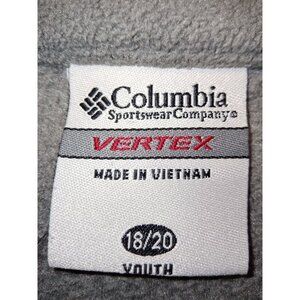 Columbia
Sportswear Company®
VERTEX
MADE IN VIETNAM
18/20
YOUTH